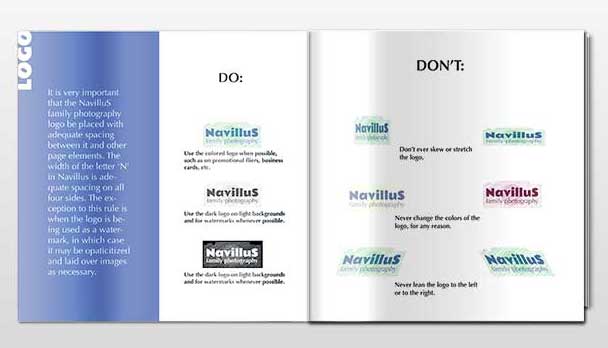 LOGO
It is very important
that the NavilluS
family photography
logo be placed with
adequate spacing
between it and other
page elements. The
width of the letter 'N'
in Navillus is ade-
quate spacing on all
four sides. The ex-
ception to this rule is
when the logo is be-
ing used as a water-
mark, in which case
it may be opaticitized
and laid over images
as necessary.
DO:
NavilluS
family photography
Use the colored logo when possible,
such as on promotional fliers, business
cards, etc.
NavilluS
family photography
Use the dark logo on light backgrounds
and for watermarks whenever possible.
NavilluS
family photography
Use the dark logo on light backgrounds
and for watermarks whenever possible.
DON'T:
NavilluS
family photography
NavilluS
family photography
Don't ever skew or stretch
the logo.
NavilluS
family photography
NavilluS
family photography
Never change the colors of the
logo, for any reason.
NavilluS
family photography
NavilluS
family photography
Never lean the logo to the left
or to the right.